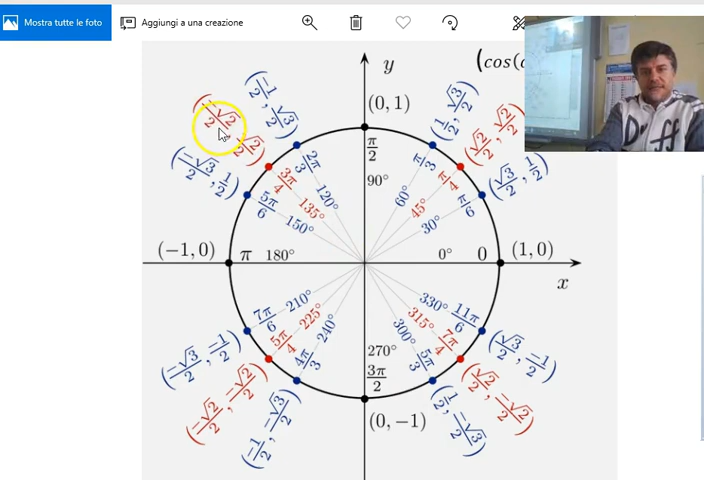 Mostra tutte le foto
Aggiungi a una creazione
y
(cos(
(0, 1)
(-1/2, √3/2)
(1/2, √3/2)
(-√2/2, √2/2)
(√2/2, √2/2)
(-√3/2, 1/2)
(√3/2, 1/2)
π/2
90°
2π/3
120°
60°
π/3
3π/4
135°
45°
π/4
5π/6
150°
30°
π/6
(-1, 0)
π
180°
0°
0
(1, 0)
x
7π/6
210°
330°
11π/6
5π/4
225°
315°
7π/4
4π/3
240°
300°
5π/3
270°
3π/2
(-√3/2, -1/2)
(√3/2, -1/2)
(-√2/2, -√2/2)
(√2/2, -√2/2)
(-1/2, -√3/2)
(1/2, -√3/2)
(0, -1)